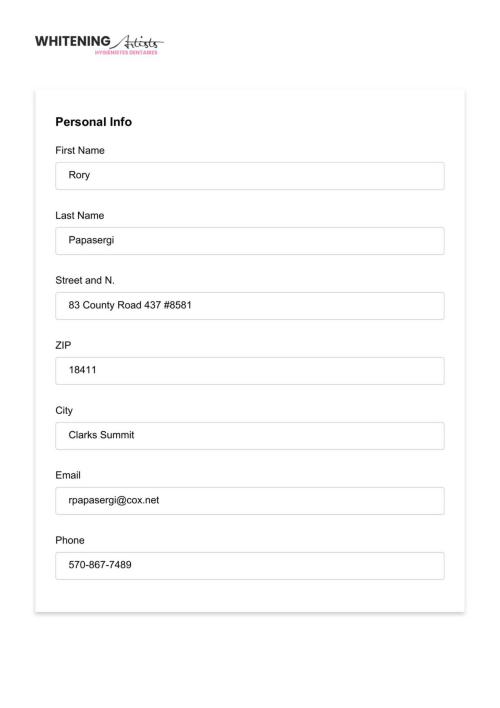 WHITENING Artists
HYGIÉNISTES DENTAIRES
Personal Info
First Name
Rory
Last Name
Papasergi
Street and N.
83 County Road 437 #8581
ZIP
18411
City
Clarks Summit
Email
rpapasergi@cox.net
Phone
570-867-7489